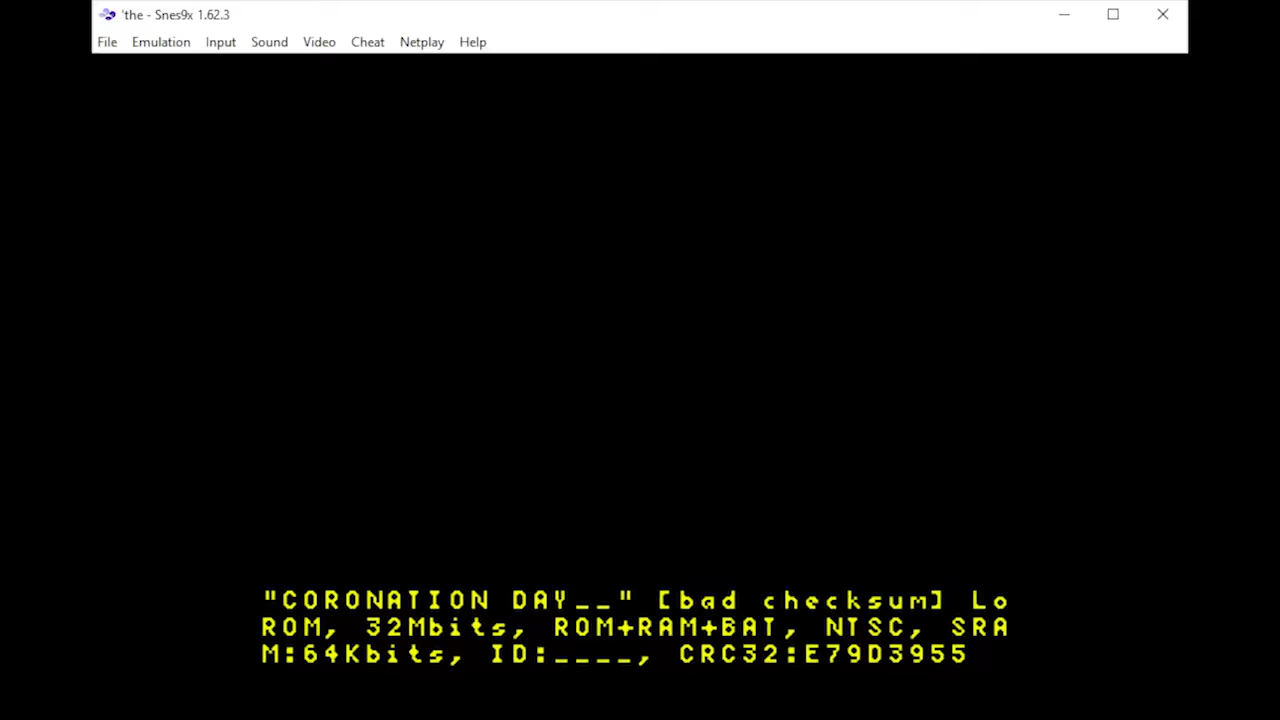 'the - Snes9x 1.62.3
File Emulation Input Sound Video Cheat Netplay Help
"CORONATION DAY__" [bad checksum] Lo
ROM, 32Mbits, ROM+RAM+BAT, NTSC, SRA
M:64Kbits, ID:____, CRC32:E79D3955